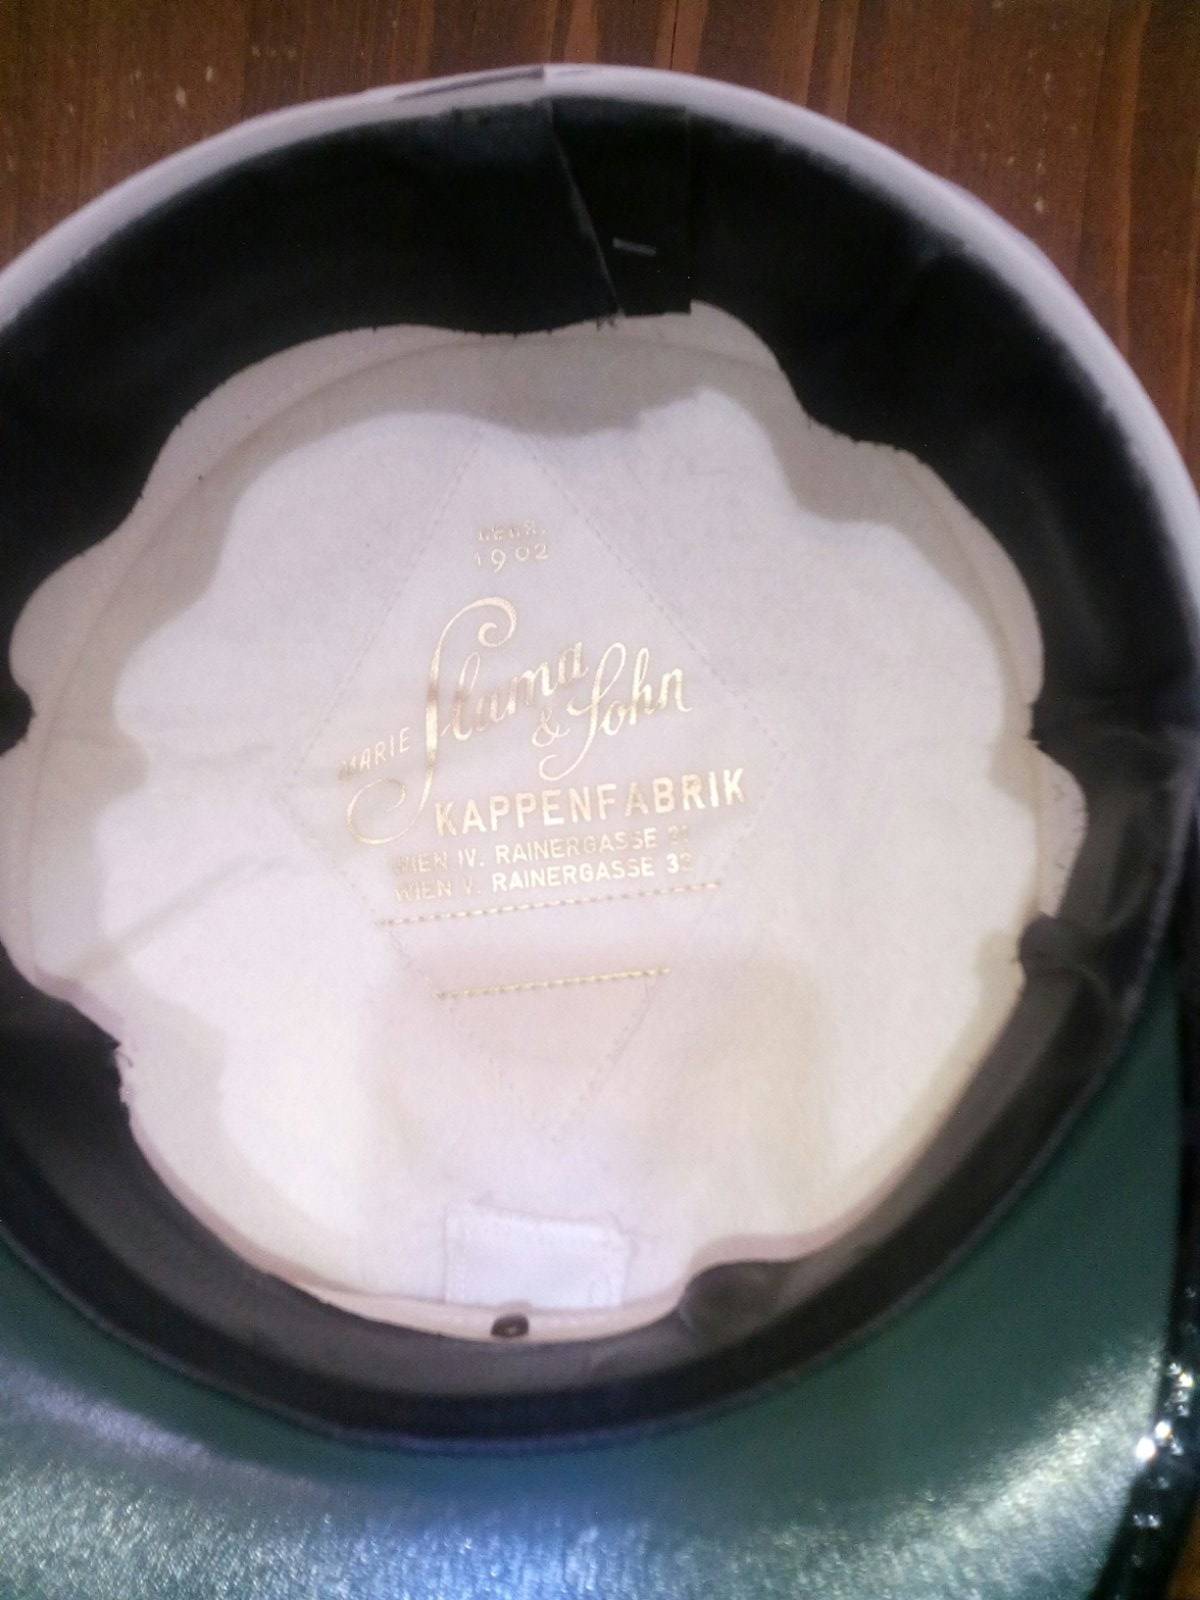 GEGR.
1902
MARIE Slama & Sohn
KAPPENFABRIK
WIEN IV. RAINERGASSE
WIEN V. RAINERGASSE